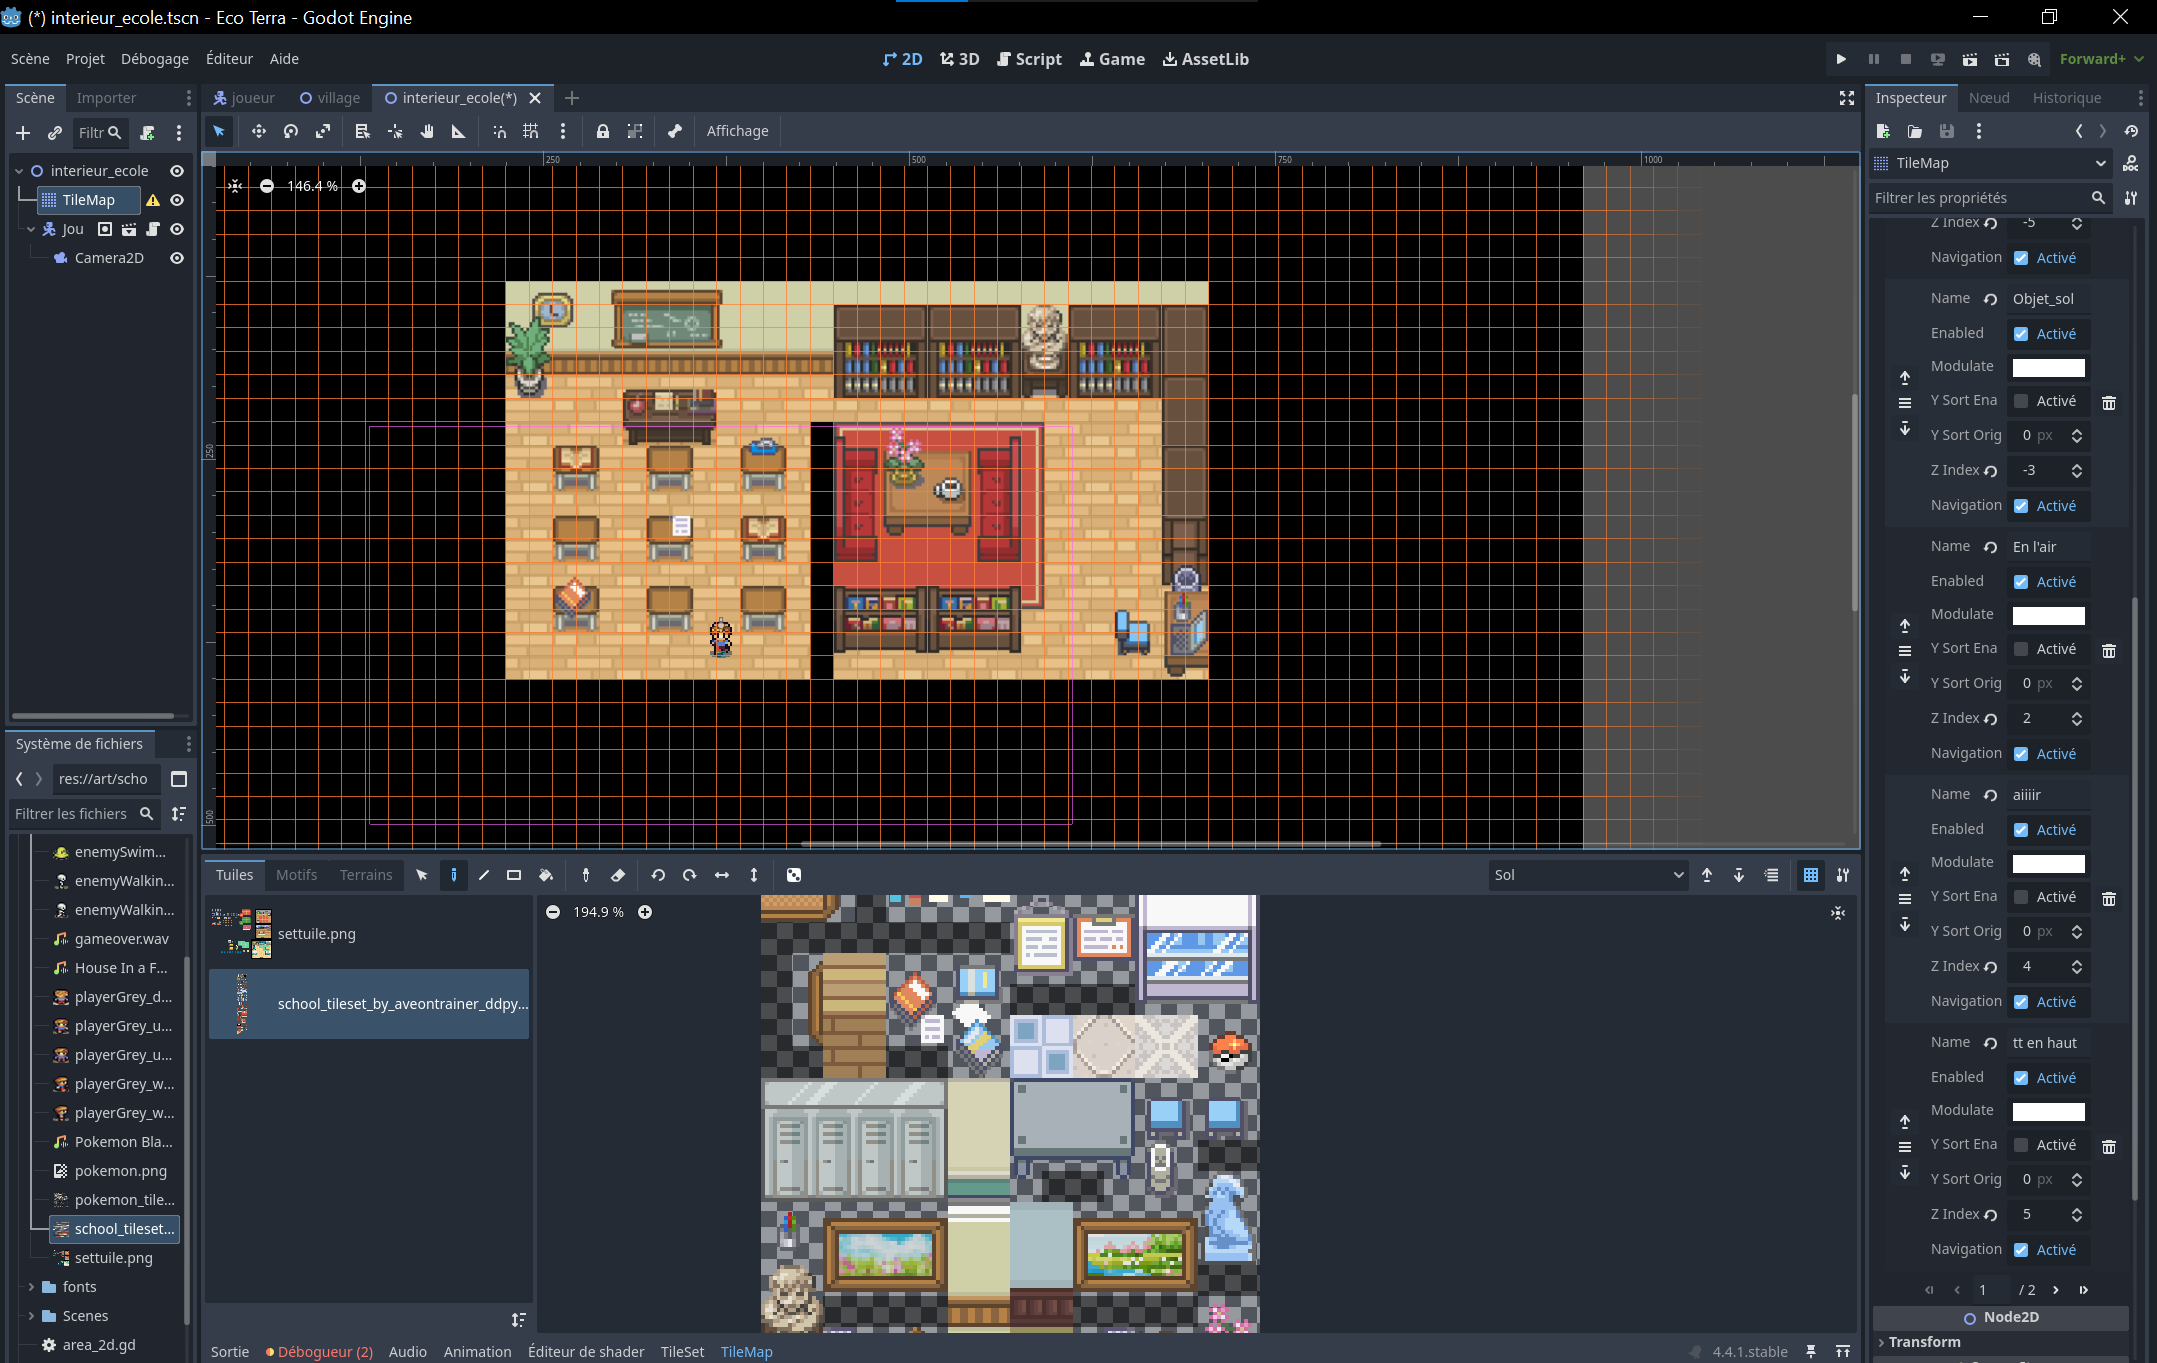 (*) interieur_ecole.tscn - Eco Terra - Godot Engine
Scène Projet Débogage Éditeur Aide
2D 3D Script Game AssetLib
Forward+
Scène Importer
joueur village interieur_ecole(*)
Inspecteur Nœud Historique
Filtr
Affichage
interieur_ecole
TileMap
Jou
Camera2D
250 500 750 1000
146.4 %
250
500
TileMap
Filtrer les propriétés
Z Index -5
Navigation Activé
Name Objet_sol
Enabled Activé
Modulate
Y Sort Ena Activé
Y Sort Orig 0 px
Z Index -3
Navigation Activé
Name En l'air
Enabled Activé
Modulate
Y Sort Ena Activé
Y Sort Orig 0 px
Z Index 2
Navigation Activé
Name aiiiir
Enabled Activé
Modulate
Y Sort Ena Activé
Y Sort Orig 0 px
Z Index 4
Navigation Activé
Name tt en haut
Enabled Activé
Modulate
Y Sort Ena Activé
Y Sort Orig 0 px
Z Index 5
Navigation Activé
1 / 2
Node2D
Transform
Système de fichiers
res://art/scho
Filtrer les fichiers
enemySwim...
enemyWalkin...
enemyWalkin...
gameover.wav
House In a F...
playerGrey_d...
playerGrey_u...
playerGrey_u...
playerGrey_w...
playerGrey_w...
Pokemon Bla...
pokemon.png
pokemon_tile...
school_tileset...
settuile.png
fonts
Scenes
area_2d.gd
Tuiles Motifs Terrains
Sol
settuile.png
school_tileset_by_aveontrainer_ddpy...
194.9 %
Sortie Débogueur (2) Audio Animation Éditeur de shader TileSet TileMap
4.4.1.stable